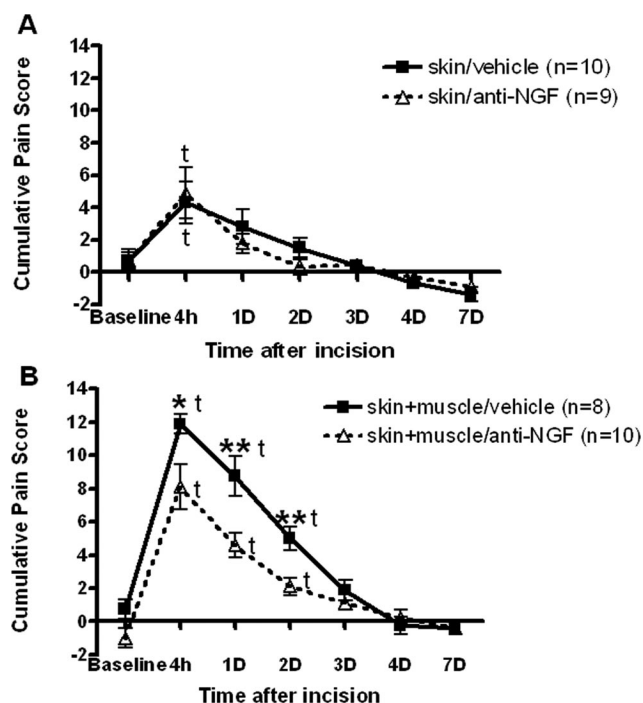 A
14
12
10
8
6
4
2
0
-2
Cumulative Pain Score
skin/vehicle (n=10)
skin/anti-NGF (n=9)
t
t
Baseline 4h 1D 2D 3D 4D 7D
Time after incision
B
14
12
10
8
6
4
2
0
-2
Cumulative Pain Score
skin+muscle/vehicle (n=8)
skin+muscle/anti-NGF (n=10)
* t
** t
** t
t
t
t
Baseline 4h 1D 2D 3D 4D 7D
Time after incision